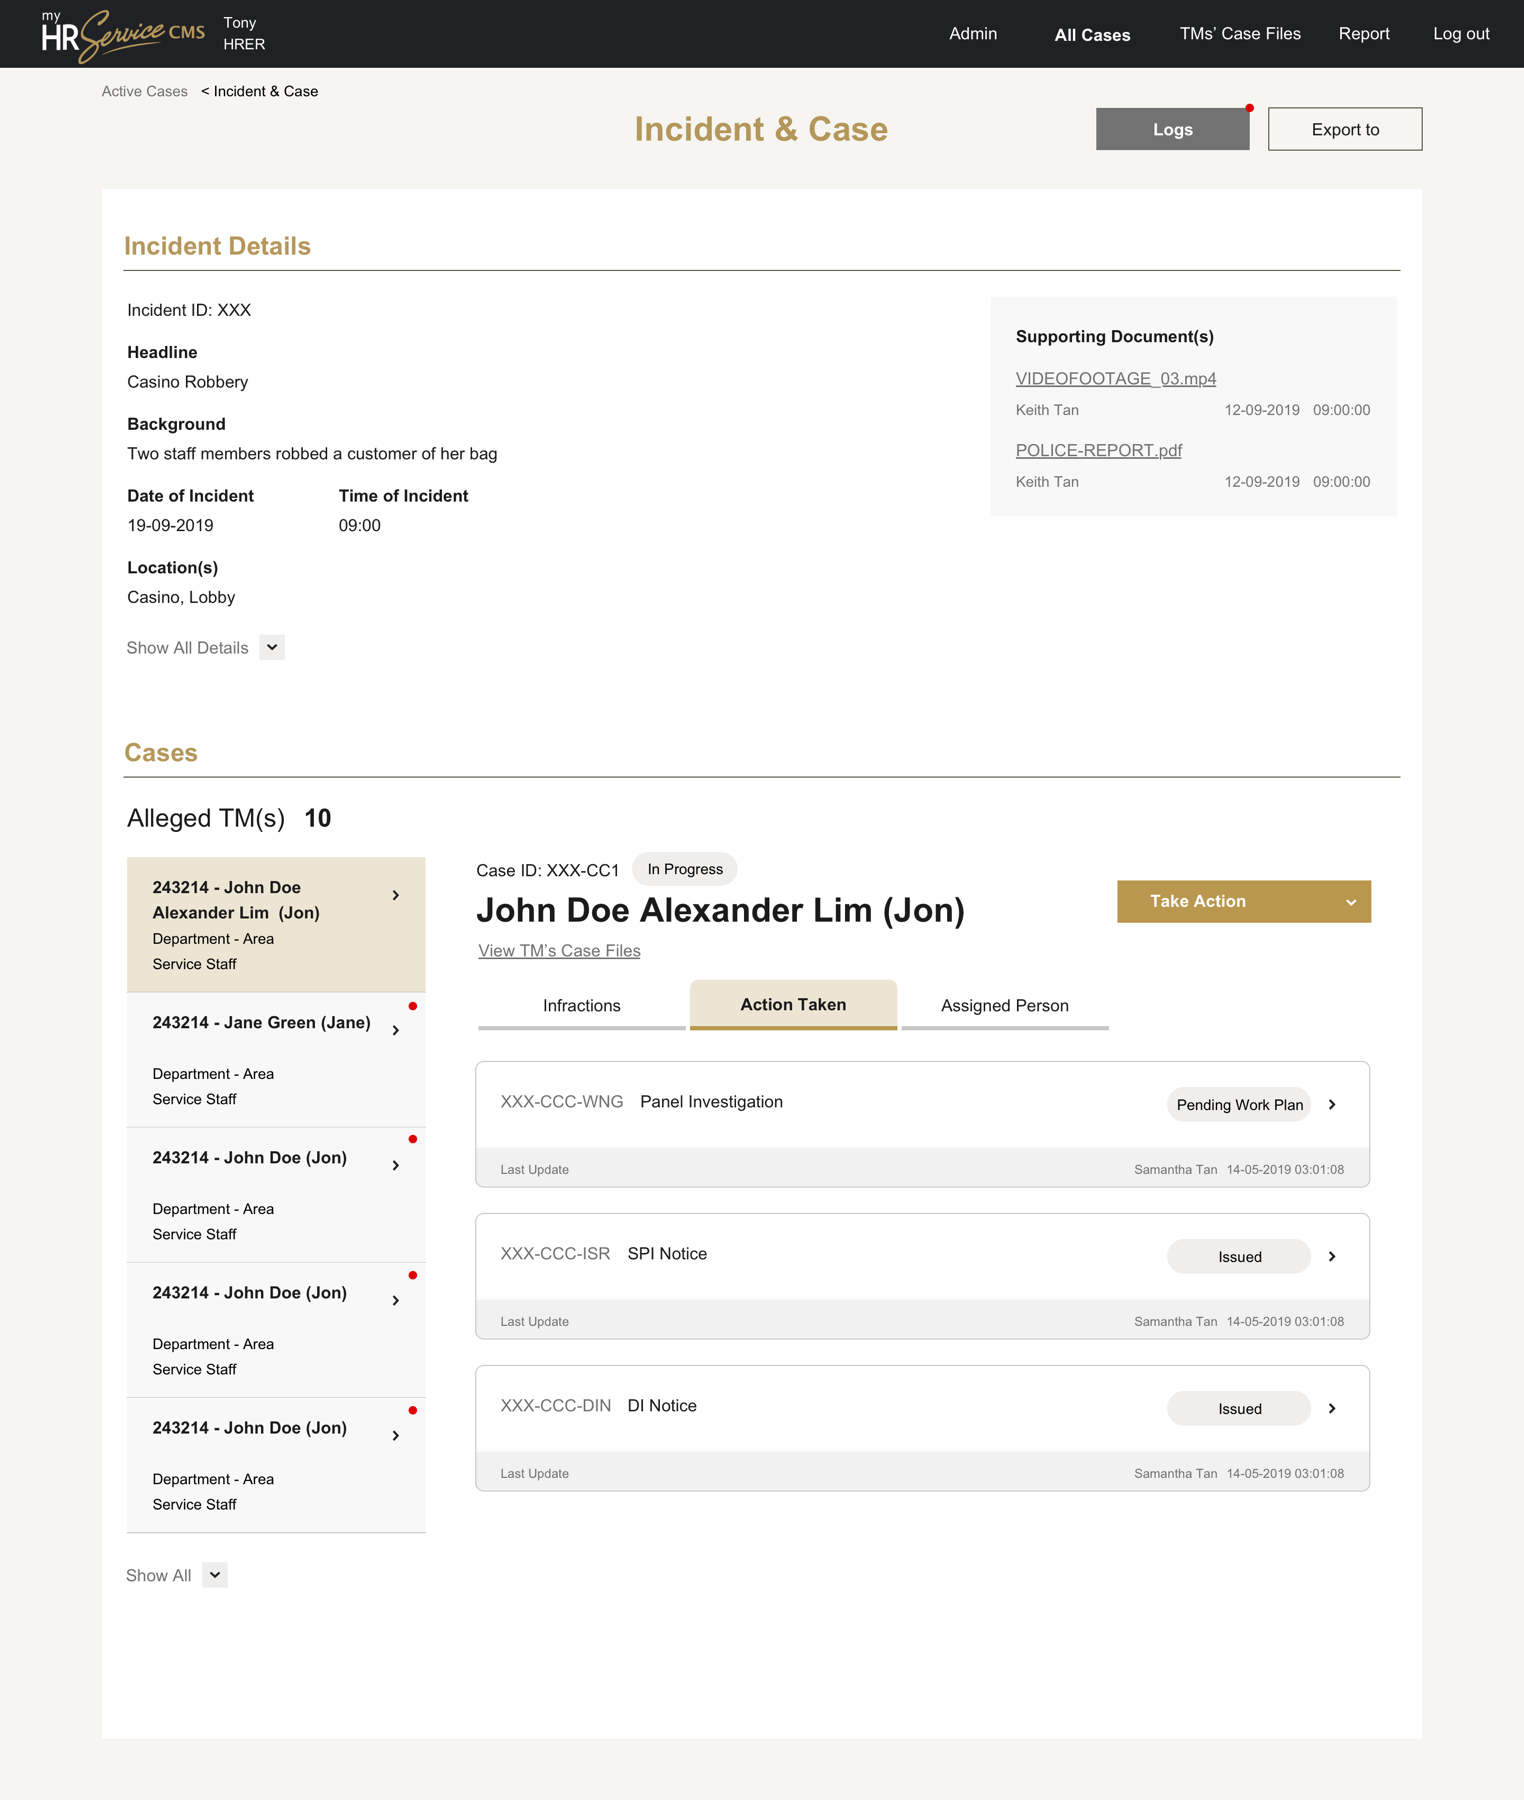 my
HR Service CMS
Tony
HRER
Admin
All Cases
TMs’ Case Files
Report
Log out
Active Cases < Incident & Case
Incident & Case
Logs
Export to
Incident Details
Incident ID: XXX
Headline
Casino Robbery
Background
Two staff members robbed a customer of her bag
Date of Incident Time of Incident
19-09-2019 09:00
Location(s)
Casino, Lobby
Show All Details
Supporting Document(s)
VIDEOFOOTAGE_03.mp4
Keith Tan 12-09-2019 09:00:00
POLICE-REPORT.pdf
Keith Tan 12-09-2019 09:00:00
Cases
Alleged TM(s) 10
243214 - John Doe
Alexander Lim (Jon)
Department - Area
Service Staff
243214 - Jane Green (Jane)
Department - Area
Service Staff
243214 - John Doe (Jon)
Department - Area
Service Staff
243214 - John Doe (Jon)
Department - Area
Service Staff
243214 - John Doe (Jon)
Department - Area
Service Staff
Show All
Case ID: XXX-CC1 In Progress
John Doe Alexander Lim (Jon)
View TM’s Case Files
Take Action
Infractions Action Taken Assigned Person
XXX-CCC-WNG Panel Investigation Pending Work Plan
Last Update Samantha Tan 14-05-2019 03:01:08
XXX-CCC-ISR SPI Notice Issued
Last Update Samantha Tan 14-05-2019 03:01:08
XXX-CCC-DIN DI Notice Issued
Last Update Samantha Tan 14-05-2019 03:01:08